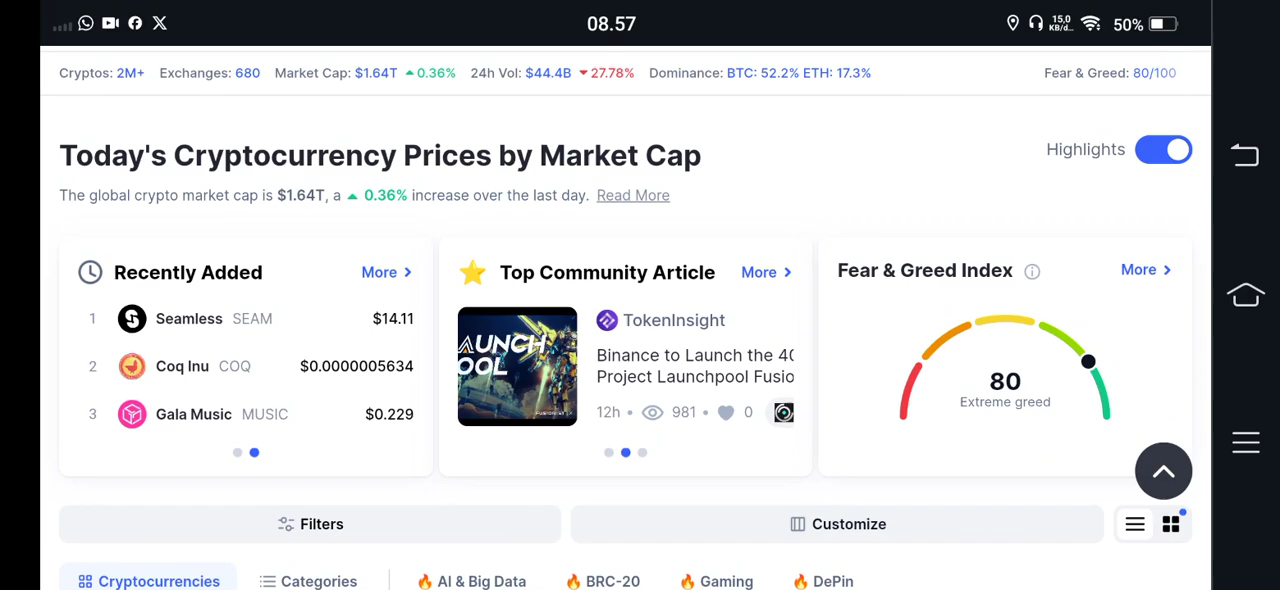 08.57
15,0
KB/d...
50%
Cryptos: 2M+ Exchanges: 680 Market Cap: $1.64T 0.36% 24h Vol: $44.4B 27.78% Dominance: BTC: 52.2% ETH: 17.3% Fear & Greed: 80/100
Today's Cryptocurrency Prices by Market Cap
Highlights
The global crypto market cap is $1.64T, a 0.36% increase over the last day. Read More
Recently Added More
1 Seamless SEAM $14.11
2 Coq Inu COQ $0.0000005634
3 Gala Music MUSIC $0.229
Top Community Article More
AUNCH
OOL
FUSIONIST
TokenInsight
Binance to Launch the 40
Project Launchpool Fusio
12h • 981 • 0
Fear & Greed Index More
80
Extreme greed
Filters
Customize
Cryptocurrencies Categories AI & Big Data BRC-20 Gaming DePin